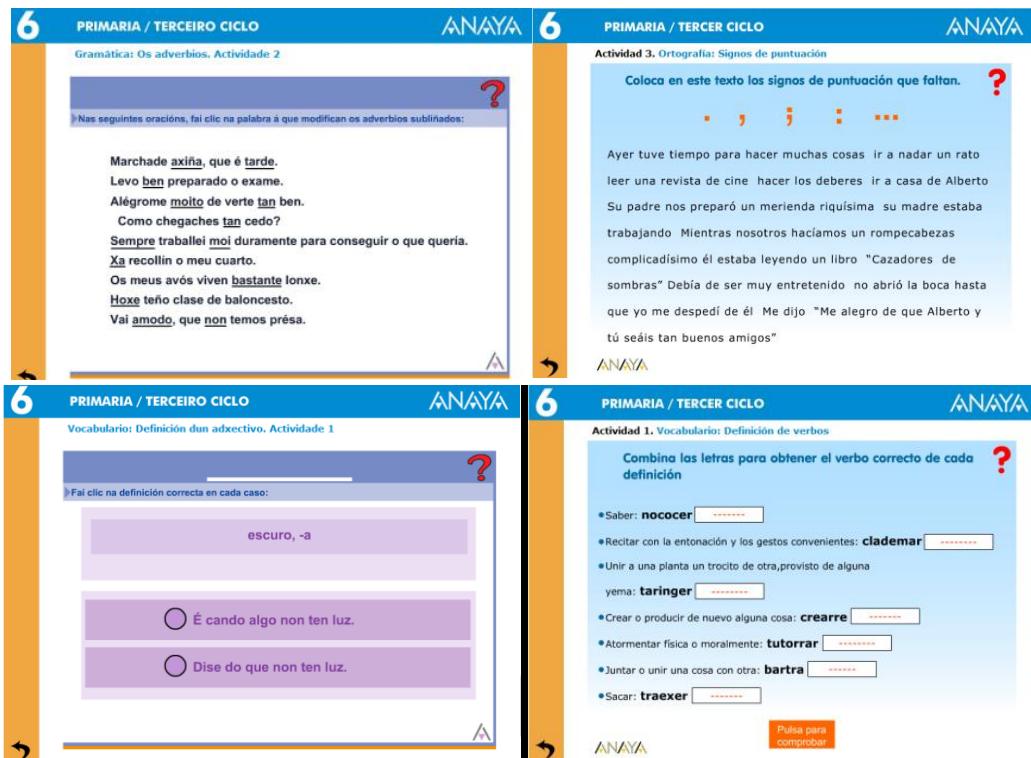 6 PRIMARIA / TERCEIRO CICLO ANAYA
Gramática: Os adverbios. Actividade 2
?
Nas seguintes oracións, fai clic na palabra á que modifican os adverbios subliñados:
Marchade axiña, que é tarde.
Levo ben preparado o exame.
Alégrome moito de verte tan ben.
Como chegaches tan cedo?
Sempre traballei moi duramente para conseguir o que quería.
Xa recollín o meu cuarto.
Os meus avós viven bastante lonxe.
Hoxe teño clase de baloncesto.
Vai amodo, que non temos présa.
6 PRIMARIA / TERCER CICLO ANAYA
Actividad 3. Ortografía: Signos de puntuación
Coloca en este texto los signos de puntuación que faltan. ?
. , ; : ...
Ayer tuve tiempo para hacer muchas cosas ir a nadar un rato
leer una revista de cine hacer los deberes ir a casa de Alberto
Su padre nos preparó un merienda riquísima su madre estaba
trabajando Mientras nosotros hacíamos un rompecabezas
complicadísimo él estaba leyendo un libro “Cazadores de
sombras” Debía de ser muy entretenido no abrió la boca hasta
que yo me despedí de él Me dijo “Me alegro de que Alberto y
tú seáis tan buenos amigos”
ANAYA
6 PRIMARIA / TERCEIRO CICLO ANAYA
Vocabulario: Definición dun adxectivo. Actividade 1
?
Fai clic na definición correcta en cada caso:
escuro, -a
É cando algo non ten luz.
Dise do que non ten luz.
6 PRIMARIA / TERCER CICLO ANAYA
Actividad 1. Vocabulario: Definición de verbos
Combina las letras para obtener el verbo correcto de cada ?
definición
•Saber: nococer -------
•Recitar con la entonación y los gestos convenientes: clademar --------
•Unir a una planta un trocito de otra,provisto de alguna
yema: taringer --------
•Crear o producir de nuevo alguna cosa: crearre -------
•Atormentar física o moralmente: tutorrar --------
•Juntar o unir una cosa con otra: bartra ------
•Sacar: traexer -------
Pulsa para
comprobar
ANAYA